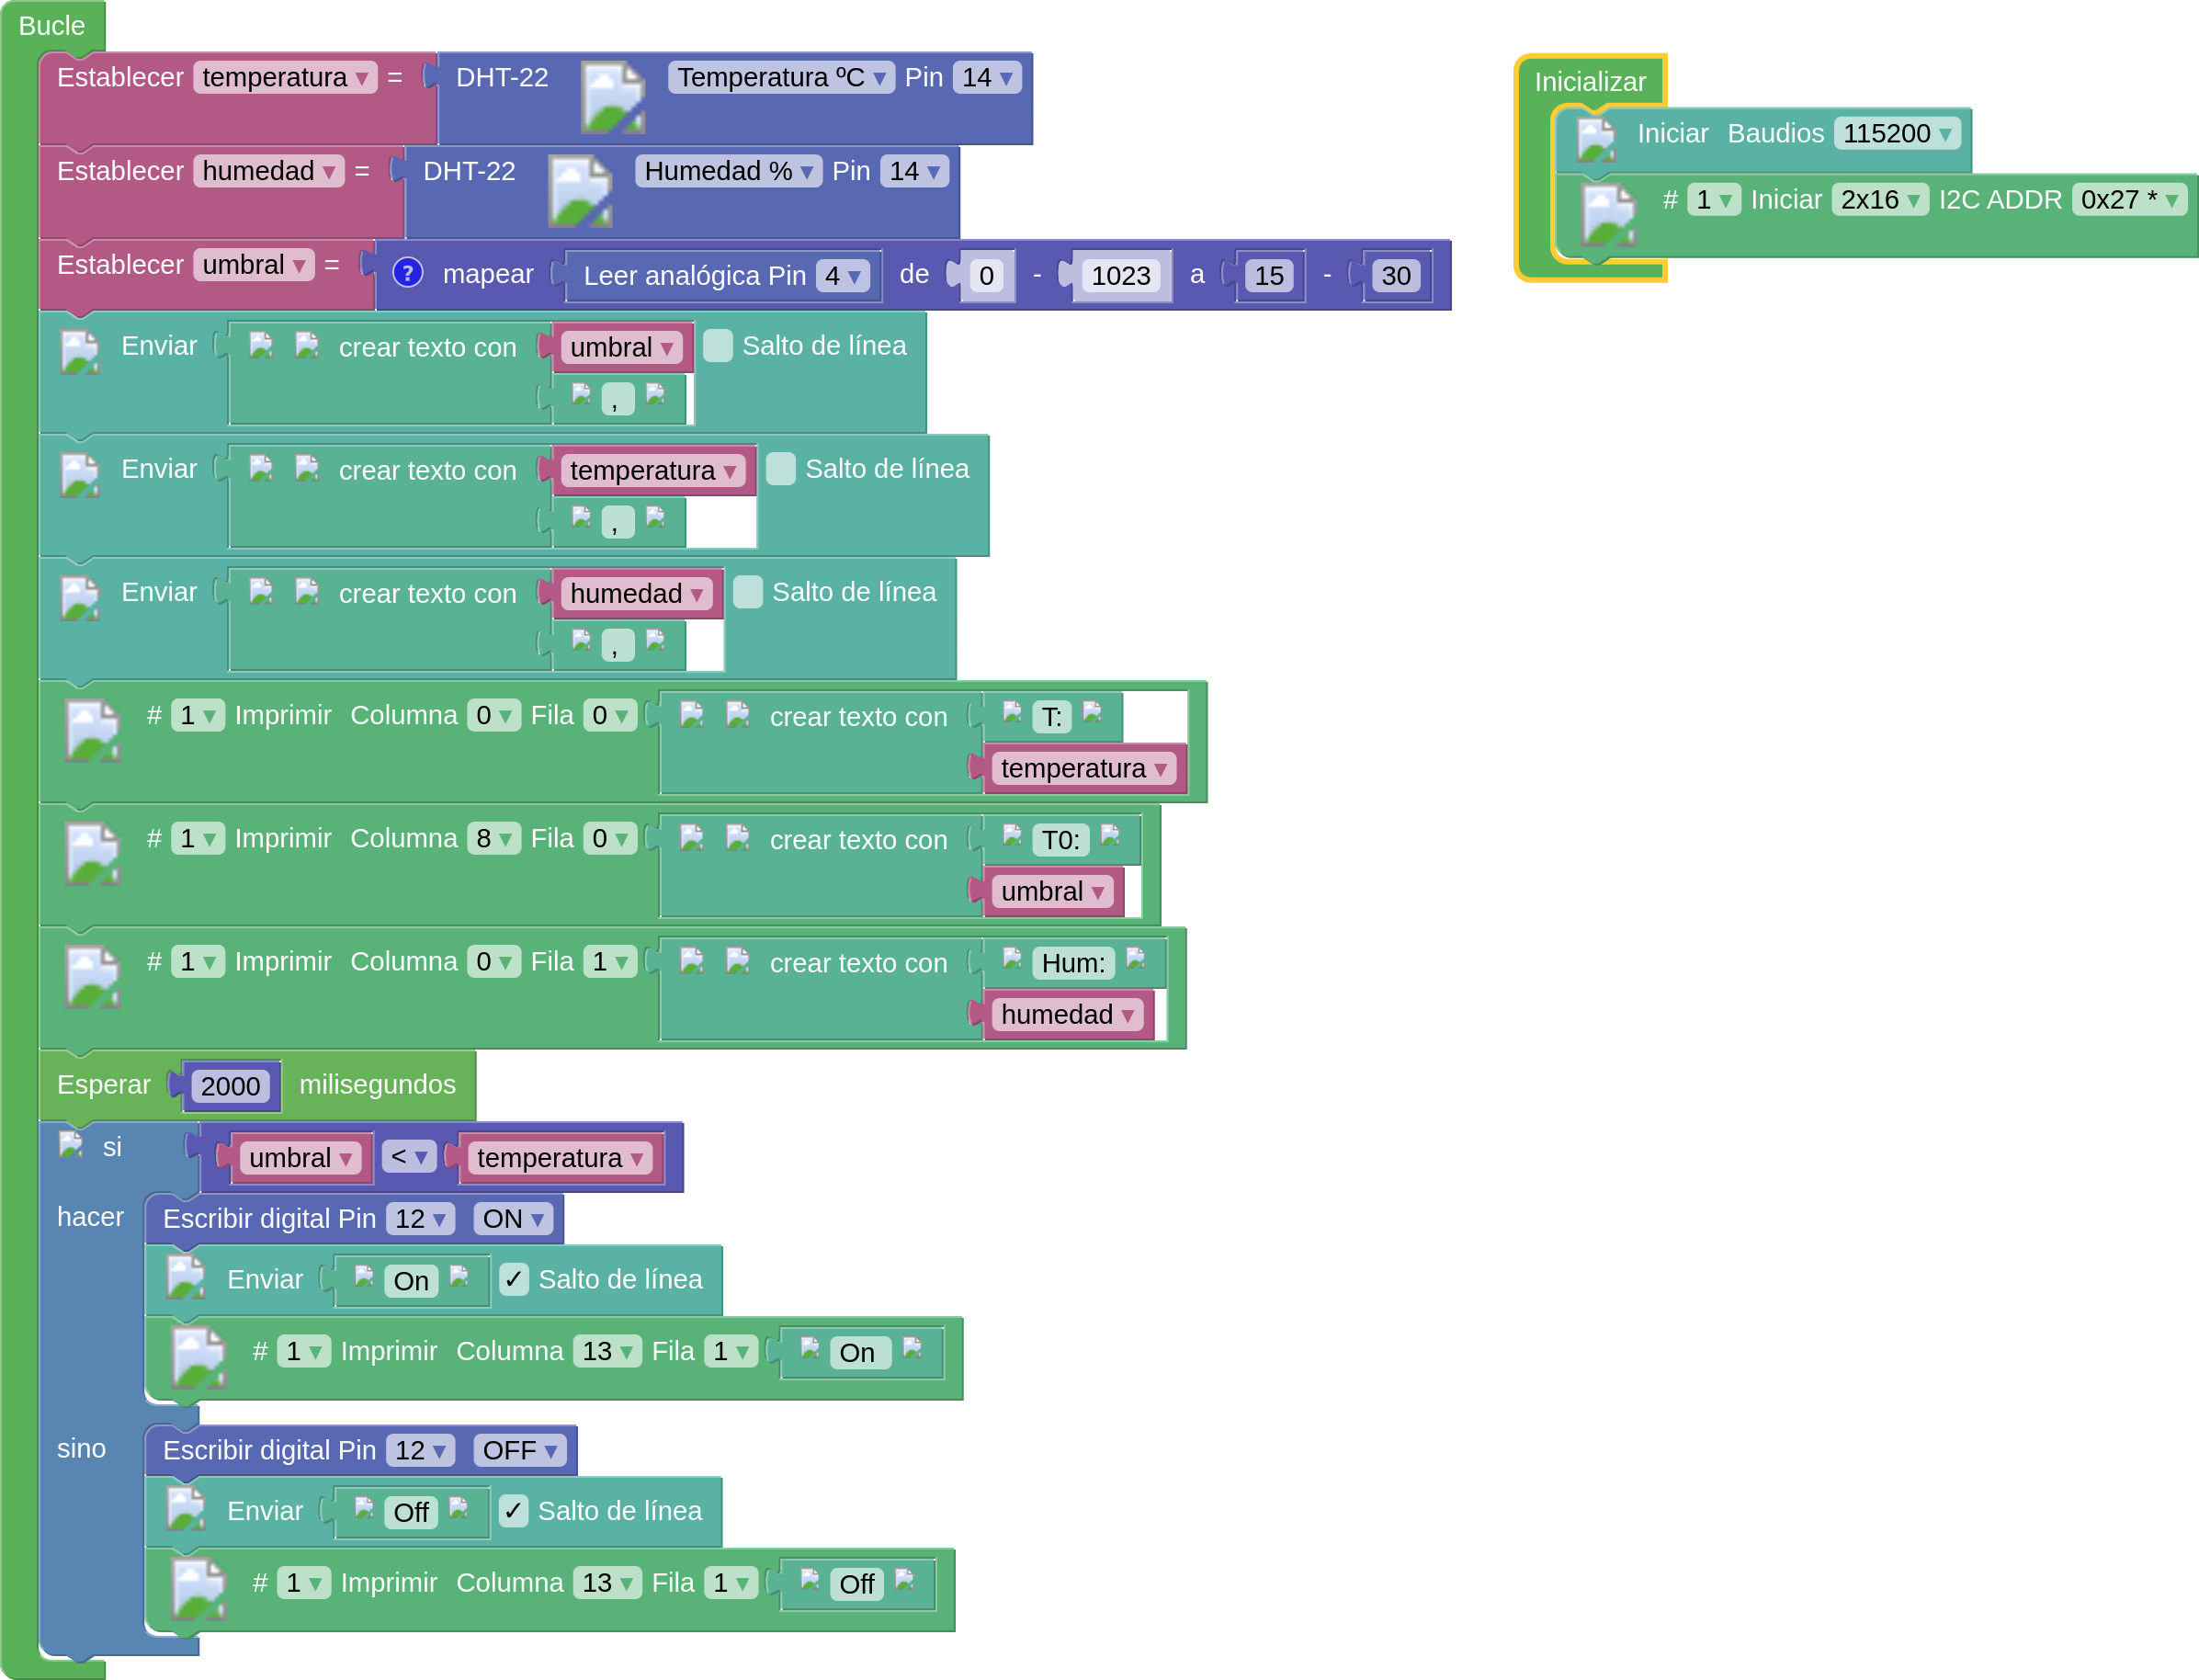 Bucle
Establecer temperatura ▾ = DHT-22 Temperatura ºC ▾ Pin 14 ▾
Establecer humedad ▾ = DHT-22 Humedad % ▾ Pin 14 ▾
Establecer umbral ▾ = ? mapear Leer analógica Pin 4 ▾ de 0 - 1023 a 15 - 30
Enviar crear texto con umbral ▾ Salto de línea
,
Enviar crear texto con temperatura ▾ Salto de línea
,
Enviar crear texto con humedad ▾ Salto de línea
,
# 1 ▾ Imprimir Columna 0 ▾ Fila 0 ▾ crear texto con T:
temperatura ▾
# 1 ▾ Imprimir Columna 8 ▾ Fila 0 ▾ crear texto con T0:
umbral ▾
# 1 ▾ Imprimir Columna 0 ▾ Fila 1 ▾ crear texto con Hum:
humedad ▾
Esperar 2000 milisegundos
si umbral ▾ < ▾ temperatura ▾
hacer Escribir digital Pin 12 ▾ ON ▾
Enviar On ✓ Salto de línea
# 1 ▾ Imprimir Columna 13 ▾ Fila 1 ▾ On
sino Escribir digital Pin 12 ▾ OFF ▾
Enviar Off ✓ Salto de línea
# 1 ▾ Imprimir Columna 13 ▾ Fila 1 ▾ Off
Inicializar
Iniciar Baudios 115200 ▾
# 1 ▾ Iniciar 2x16 ▾ I2C ADDR 0x27 * ▾